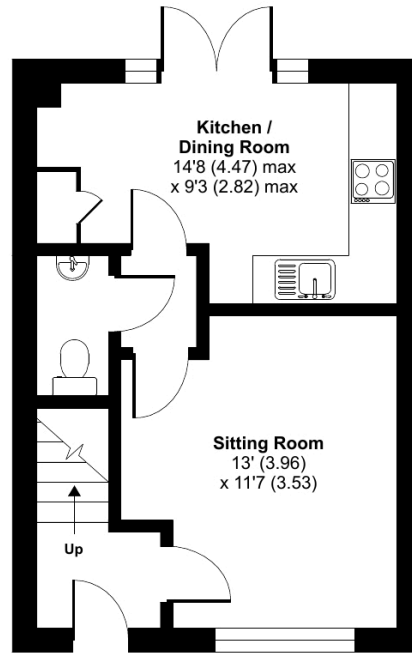 Kitchen /
Dining Room
14'8 (4.47) max
x 9'3 (2.82) max
Sitting Room
13' (3.96)
x 11'7 (3.53)
Up